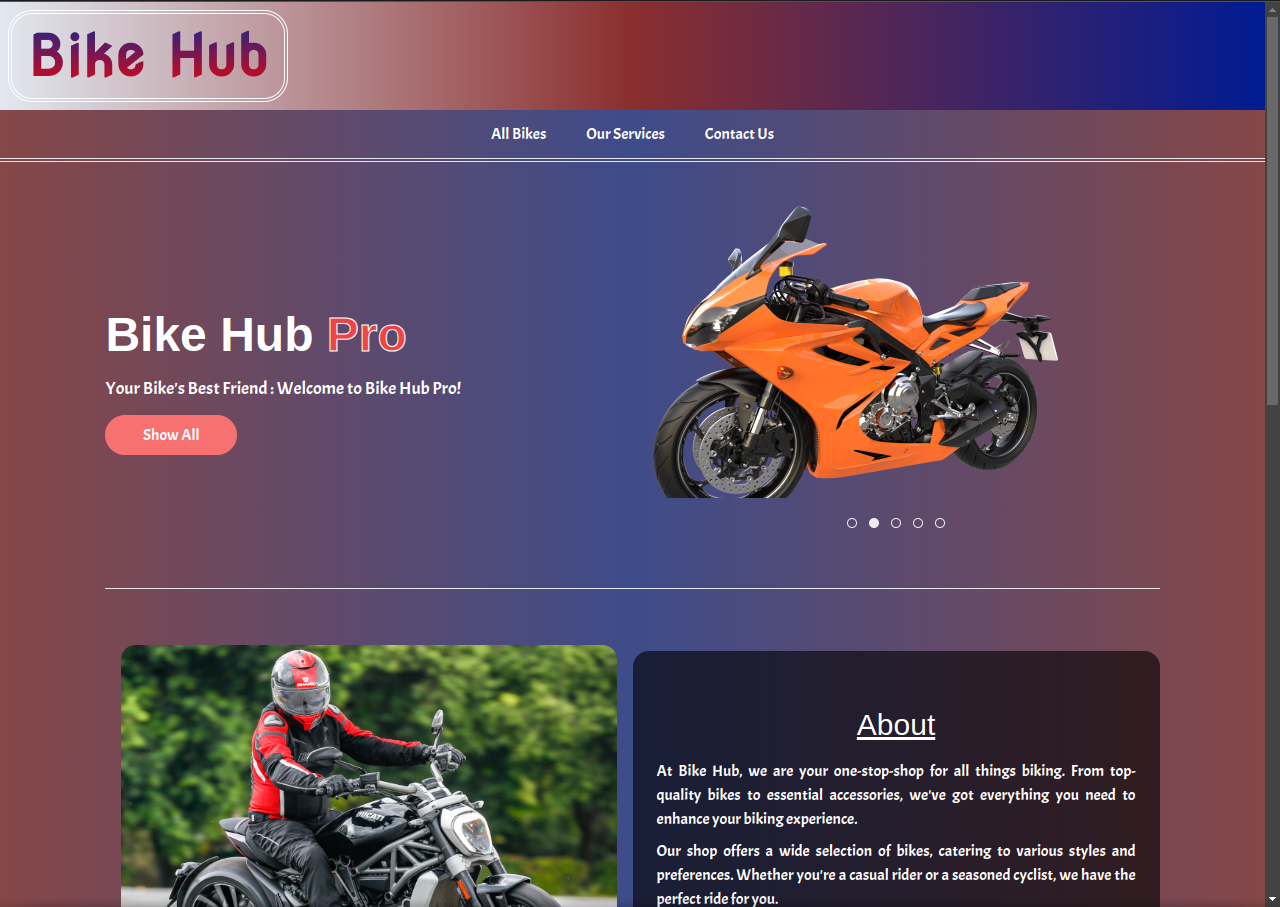 Bike Hub
All Bikes Our Services Contact Us
Bike Hub Pro
Your Bike's Best Friend : Welcome to Bike Hub Pro!
Show All
About
At Bike Hub, we are your one-stop-shop for all things biking. From top-
quality bikes to essential accessories, we've got everything you need to
enhance your biking experience.
Our shop offers a wide selection of bikes, catering to various styles and
preferences. Whether you're a casual rider or a seasoned cyclist, we have the
perfect ride for you.
SHARK
DUCATI